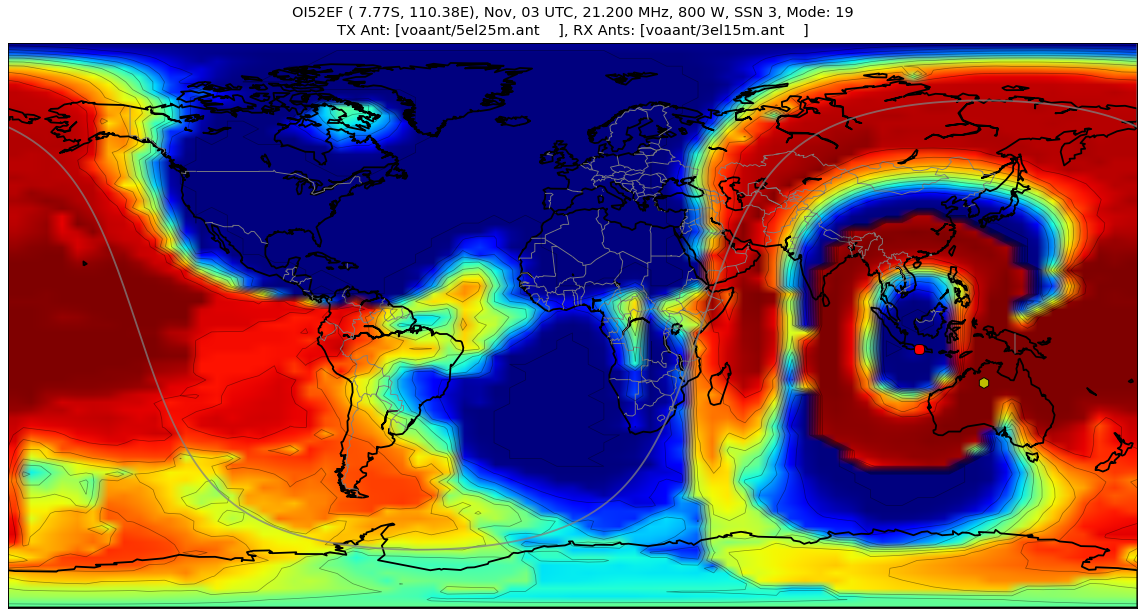 OI52EF ( 7.77S, 110.38E), Nov, 03 UTC, 21.200 MHz, 800 W, SSN 3, Mode: 19
TX Ant: [voaant/5el25m.ant    ], RX Ants: [voaant/3el15m.ant    ]